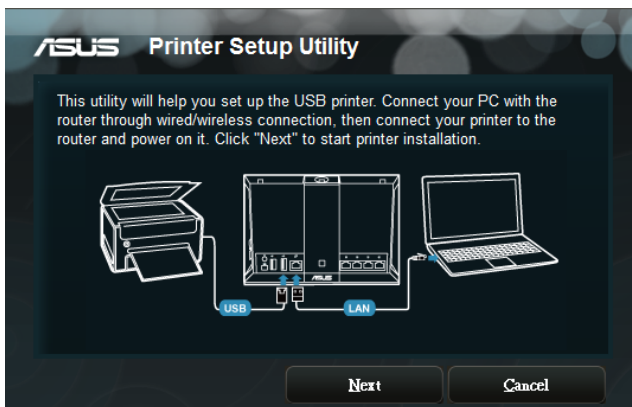 ASUS Printer Setup Utility
This utility will help you set up the USB printer. Connect your PC with the
router through wired/wireless connection, then connect your printer to the
router and power on it. Click "Next" to start printer installation.
ASUS
USB
LAN
Next
Cancel